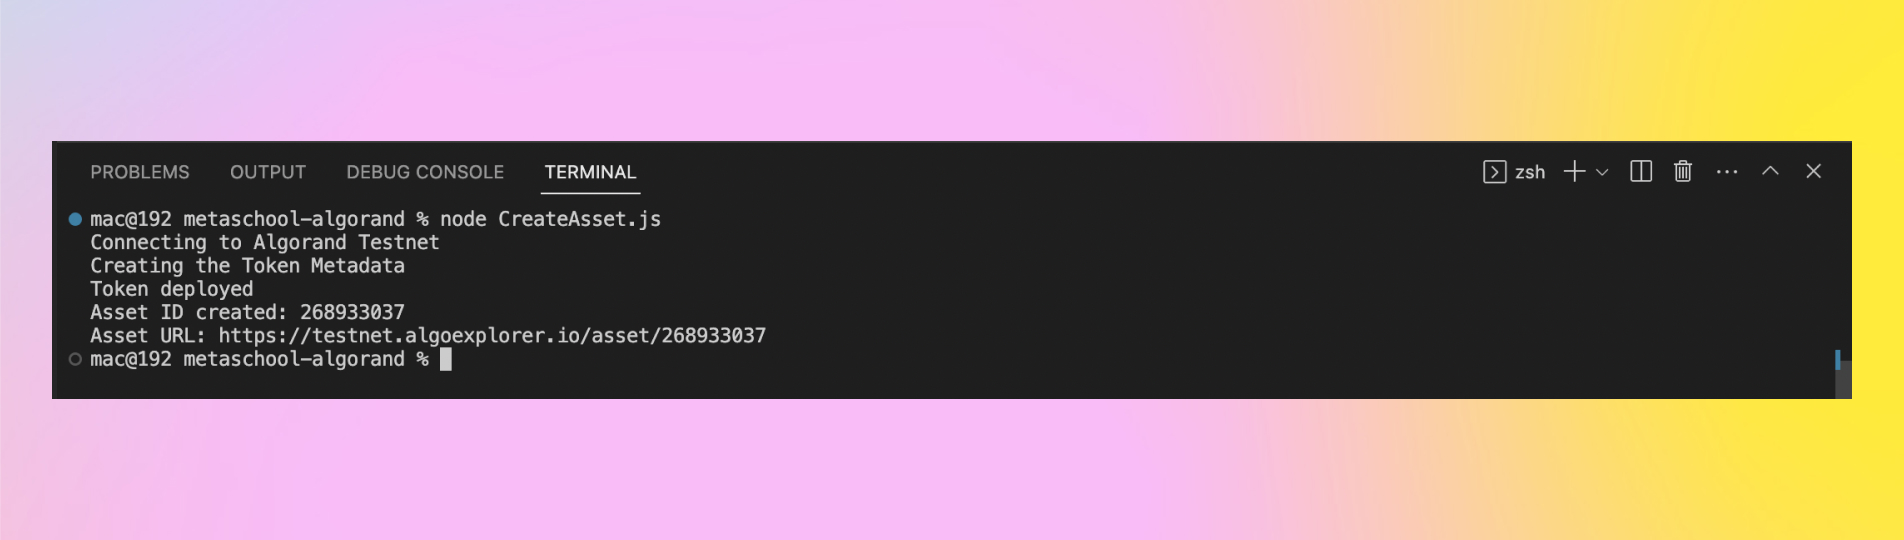 PROBLEMS OUTPUT DEBUG CONSOLE TERMINAL zsh
mac@192 metaschool-algorand % node CreateAsset.js
Connecting to Algorand Testnet
Creating the Token Metadata
Token deployed
Asset ID created: 268933037
Asset URL: https://testnet.algoexplorer.io/asset/268933037
mac@192 metaschool-algorand %